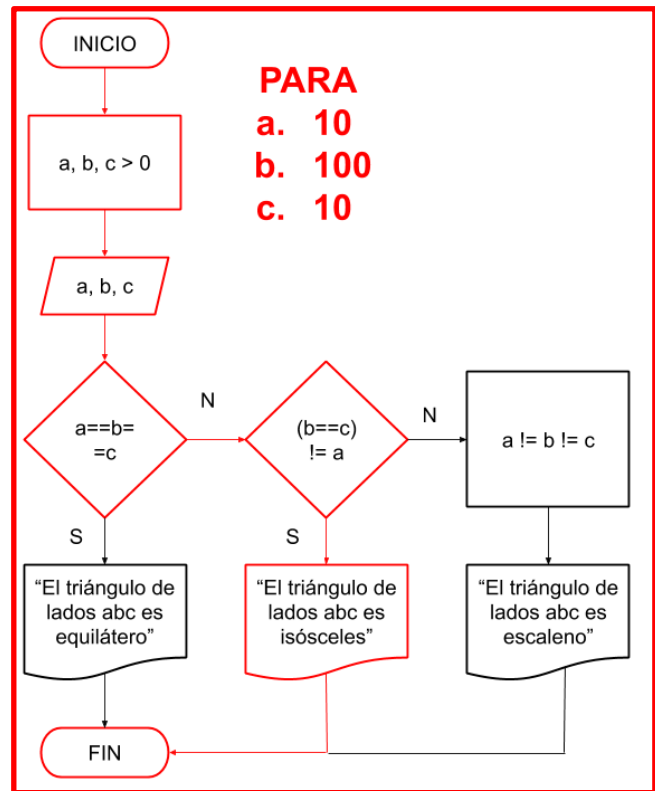 INICIO
PARA
a. 10
b. 100
c. 10
a, b, c > 0
a, b, c
a==b=
=c
N
(b==c)
!= a
N
a != b != c
S
S
“El triángulo de
lados abc es
equilátero”
“El triángulo de
lados abc es
isósceles”
“El triángulo de
lados abc es
escaleno”
FIN